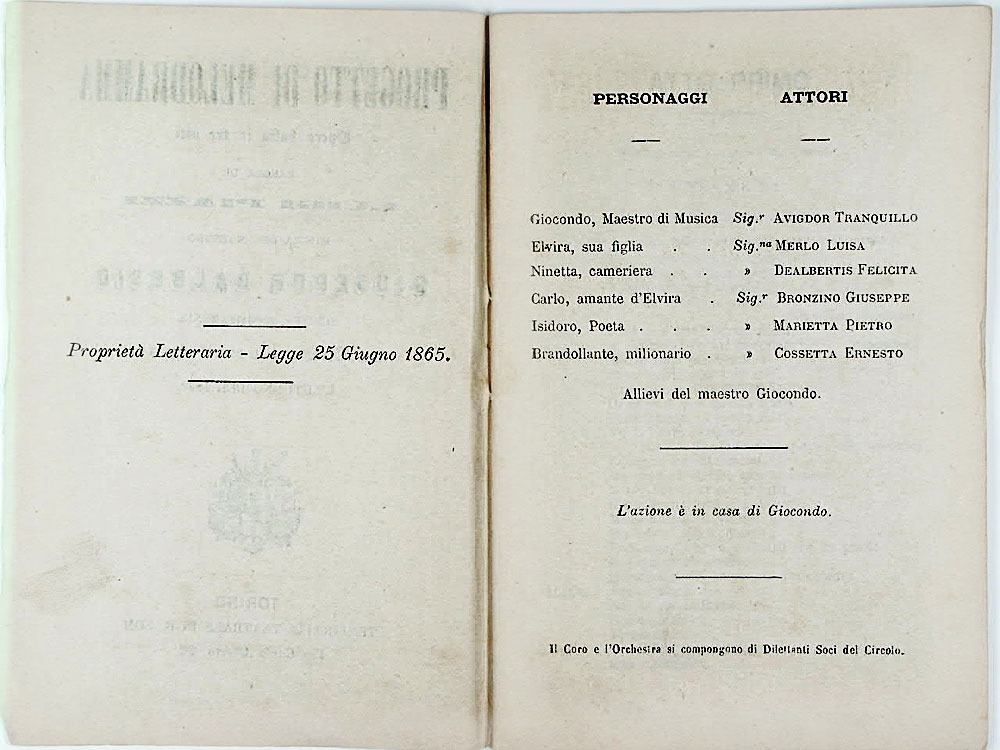 Proprietà Letteraria - Legge 25 Giugno 1865.
PERSONAGGI ATTORI
Giocondo, Maestro di Musica Sig.r AVIGDOR TRANQUILLO
Elvira, sua figlia . . Sig.na MERLO LUISA
Ninetta, cameriera . . » DEALBERTIS FELICITA
Carlo, amante d'Elvira . Sig.r BRONZINO GIUSEPPE
Isidoro, Poeta . . . » MARIETTA PIETRO
Brandollante, milionario . » COSSETTA ERNESTO
Allievi del maestro Giocondo.
L'azione è in casa di Giocondo.
Il Coro e l'Orchestra si compongono di Dilettanti Soci del Circolo.